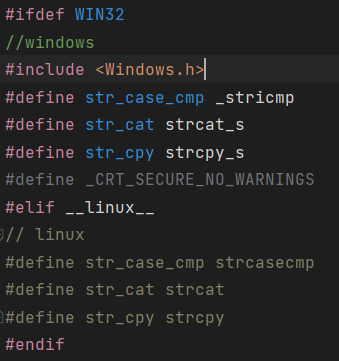 #ifdef WIN32
//windows
#include <Windows.h>
#define str_case_cmp _stricmp
#define str_cat strcat_s
#define str_cpy strcpy_s
#define _CRT_SECURE_NO_WARNINGS
#elif __linux__
// linux
#define str_case_cmp strcasecmp
#define str_cat strcat
#define str_cpy strcpy
#endif